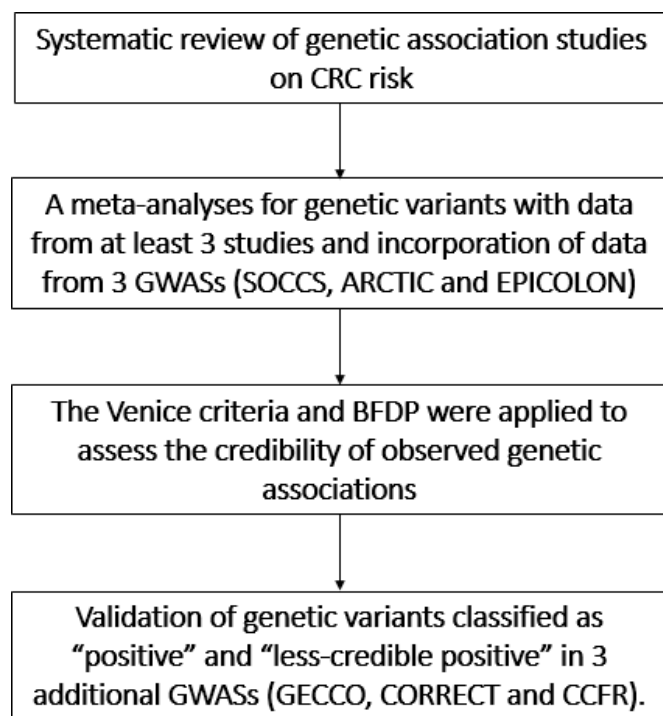 Systematic review of genetic association studies
on CRC risk
A meta-analyses for genetic variants with data
from at least 3 studies and incorporation of data
from 3 GWASs (SOCCS, ARCTIC and EPICOLON)
The Venice criteria and BFDP were applied to
assess the credibility of observed genetic
associations
Validation of genetic variants classified as
“positive” and “less-credible positive” in 3
additional GWASs (GECCO, CORRECT and CCFR).